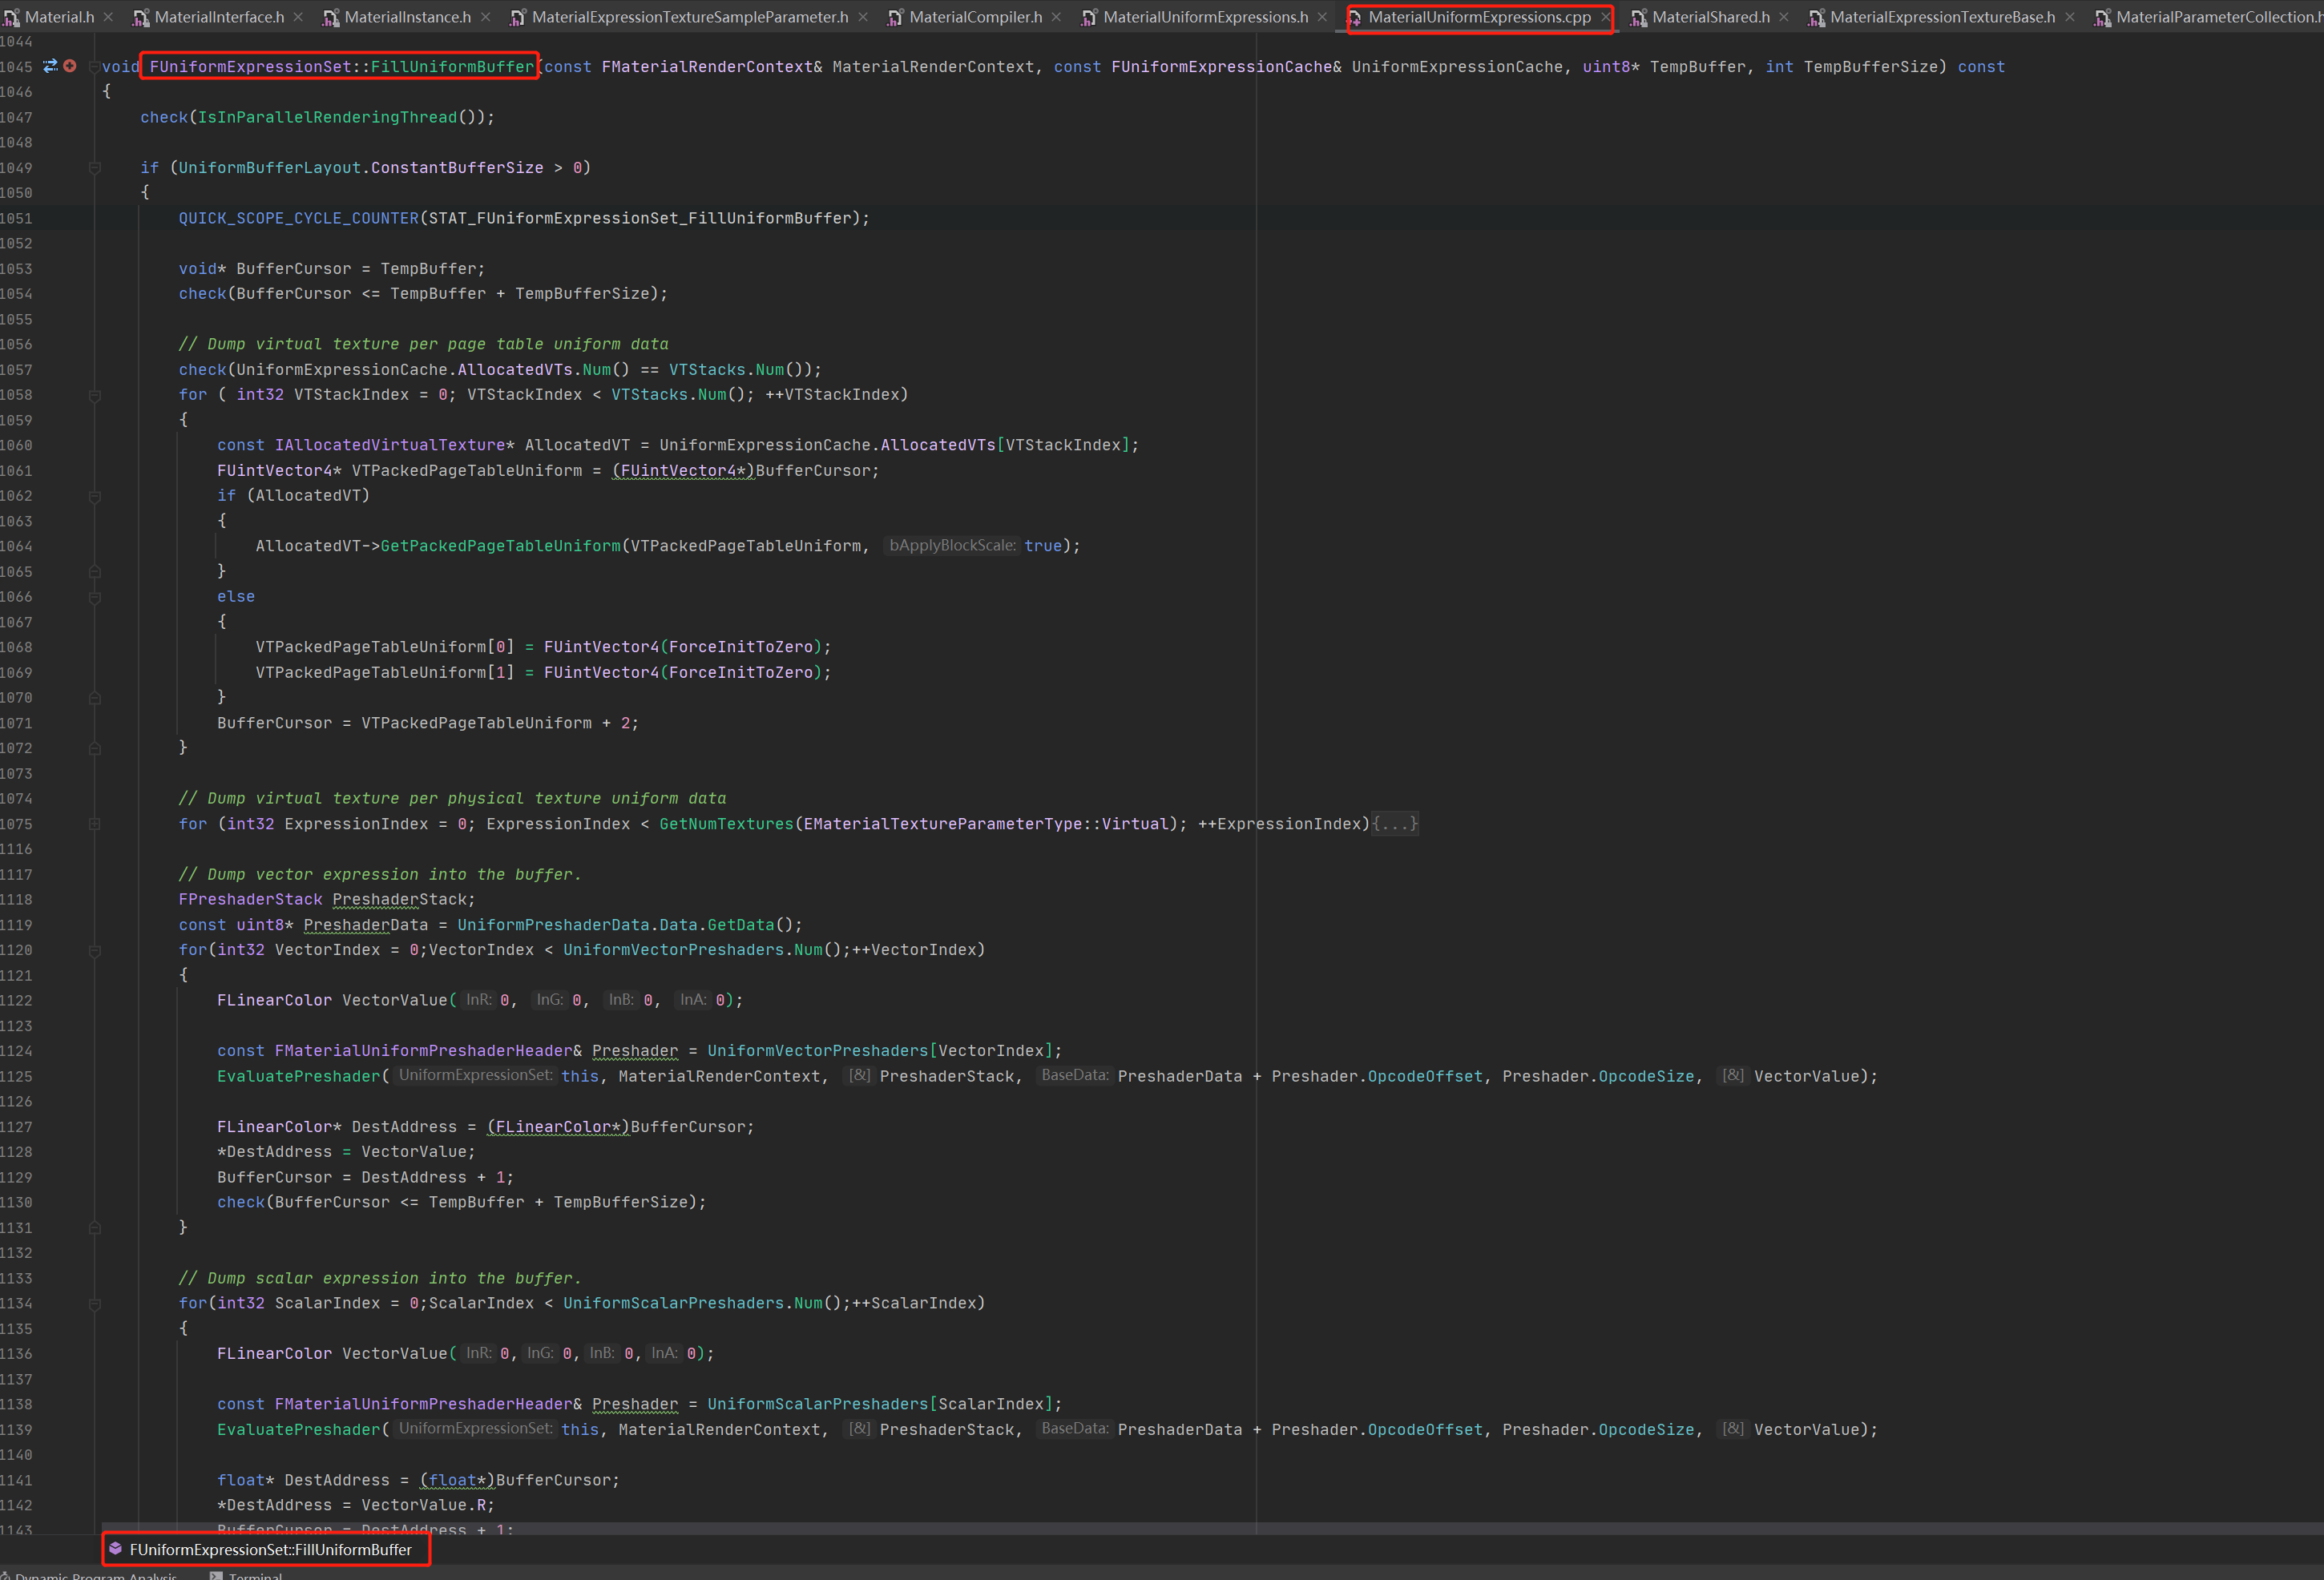 Material.h MaterialInterface.h MaterialInstance.h MaterialExpressionTextureSampleParameter.h MaterialCompiler.h MaterialUniformExpressions.h MaterialUniformExpressions.cpp MaterialShared.h MaterialExpressionTextureBase.h MaterialParameterCollection.h
1044
1045 void FUniformExpressionSet::FillUniformBuffer(const FMaterialRenderContext& MaterialRenderContext, const FUniformExpressionCache& UniformExpressionCache, uint8* TempBuffer, int TempBufferSize) const
1046 {
1047 check(IsInParallelRenderingThread());
1048
1049 if (UniformBufferLayout.ConstantBufferSize > 0)
1050 {
1051 QUICK_SCOPE_CYCLE_COUNTER(STAT_FUniformExpressionSet_FillUniformBuffer);
1052
1053 void* BufferCursor = TempBuffer;
1054 check(BufferCursor <= TempBuffer + TempBufferSize);
1055
1056 // Dump virtual texture per page table uniform data
1057 check(UniformExpressionCache.AllocatedVTs.Num() == VTStacks.Num());
1058 for ( int32 VTStackIndex = 0; VTStackIndex < VTStacks.Num(); ++VTStackIndex)
1059 {
1060 const IAllocatedVirtualTexture* AllocatedVT = UniformExpressionCache.AllocatedVTs[VTStackIndex];
1061 FUintVector4* VTPackedPageTableUniform = (FUintVector4*)BufferCursor;
1062 if (AllocatedVT)
1063 {
1064 AllocatedVT->GetPackedPageTableUniform(VTPackedPageTableUniform, bApplyBlockScale: true);
1065 }
1066 else
1067 {
1068 VTPackedPageTableUniform[0] = FUintVector4(ForceInitToZero);
1069 VTPackedPageTableUniform[1] = FUintVector4(ForceInitToZero);
1070 }
1071 BufferCursor = VTPackedPageTableUniform + 2;
1072 }
1073
1074 // Dump virtual texture per physical texture uniform data
1075 for (int32 ExpressionIndex = 0; ExpressionIndex < GetNumTextures(EMaterialTextureParameterType::Virtual); ++ExpressionIndex){...}
1116
1117 // Dump vector expression into the buffer.
1118 FPreshaderStack PreshaderStack;
1119 const uint8* PreshaderData = UniformPreshaderData.Data.GetData();
1120 for(int32 VectorIndex = 0;VectorIndex < UniformVectorPreshaders.Num();++VectorIndex)
1121 {
1122 FLinearColor VectorValue( InR: 0, InG: 0, InB: 0, InA: 0);
1123
1124 const FMaterialUniformPreshaderHeader& Preshader = UniformVectorPreshaders[VectorIndex];
1125 EvaluatePreshader( UniformExpressionSet: this, MaterialRenderContext, [&] PreshaderStack, BaseData: PreshaderData + Preshader.OpcodeOffset, Preshader.OpcodeSize, [&] VectorValue);
1126
1127 FLinearColor* DestAddress = (FLinearColor*)BufferCursor;
1128 *DestAddress = VectorValue;
1129 BufferCursor = DestAddress + 1;
1130 check(BufferCursor <= TempBuffer + TempBufferSize);
1131 }
1132
1133 // Dump scalar expression into the buffer.
1134 for(int32 ScalarIndex = 0;ScalarIndex < UniformScalarPreshaders.Num();++ScalarIndex)
1135 {
1136 FLinearColor VectorValue( InR: 0, InG: 0, InB: 0, InA: 0);
1137
1138 const FMaterialUniformPreshaderHeader& Preshader = UniformScalarPreshaders[ScalarIndex];
1139 EvaluatePreshader( UniformExpressionSet: this, MaterialRenderContext, [&] PreshaderStack, BaseData: PreshaderData + Preshader.OpcodeOffset, Preshader.OpcodeSize, [&] VectorValue);
1140
1141 float* DestAddress = (float*)BufferCursor;
1142 *DestAddress = VectorValue.R;
1143 BufferCursor = DestAddress + 1;
FUniformExpressionSet::FillUniformBuffer
Dynamic Program Analysis Terminal